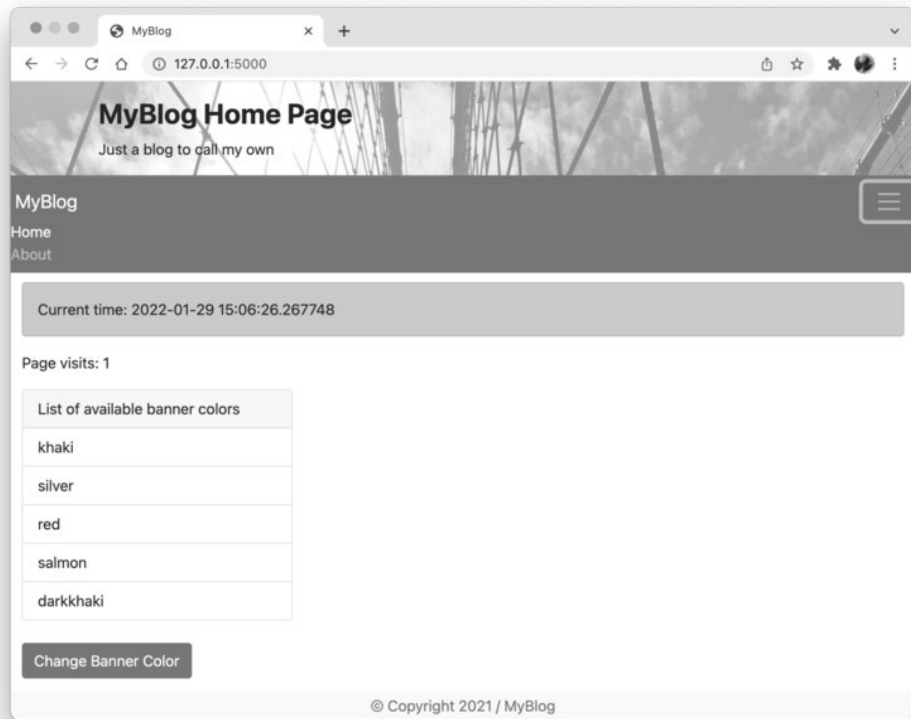 MyBlog
127.0.0.1:5000
MyBlog Home Page
Just a blog to call my own
MyBlog
Home
About
Current time: 2022-01-29 15:06:26.267748
Page visits: 1
List of available banner colors
khaki
silver
red
salmon
darkkhaki
Change Banner Color
© Copyright 2021 / MyBlog